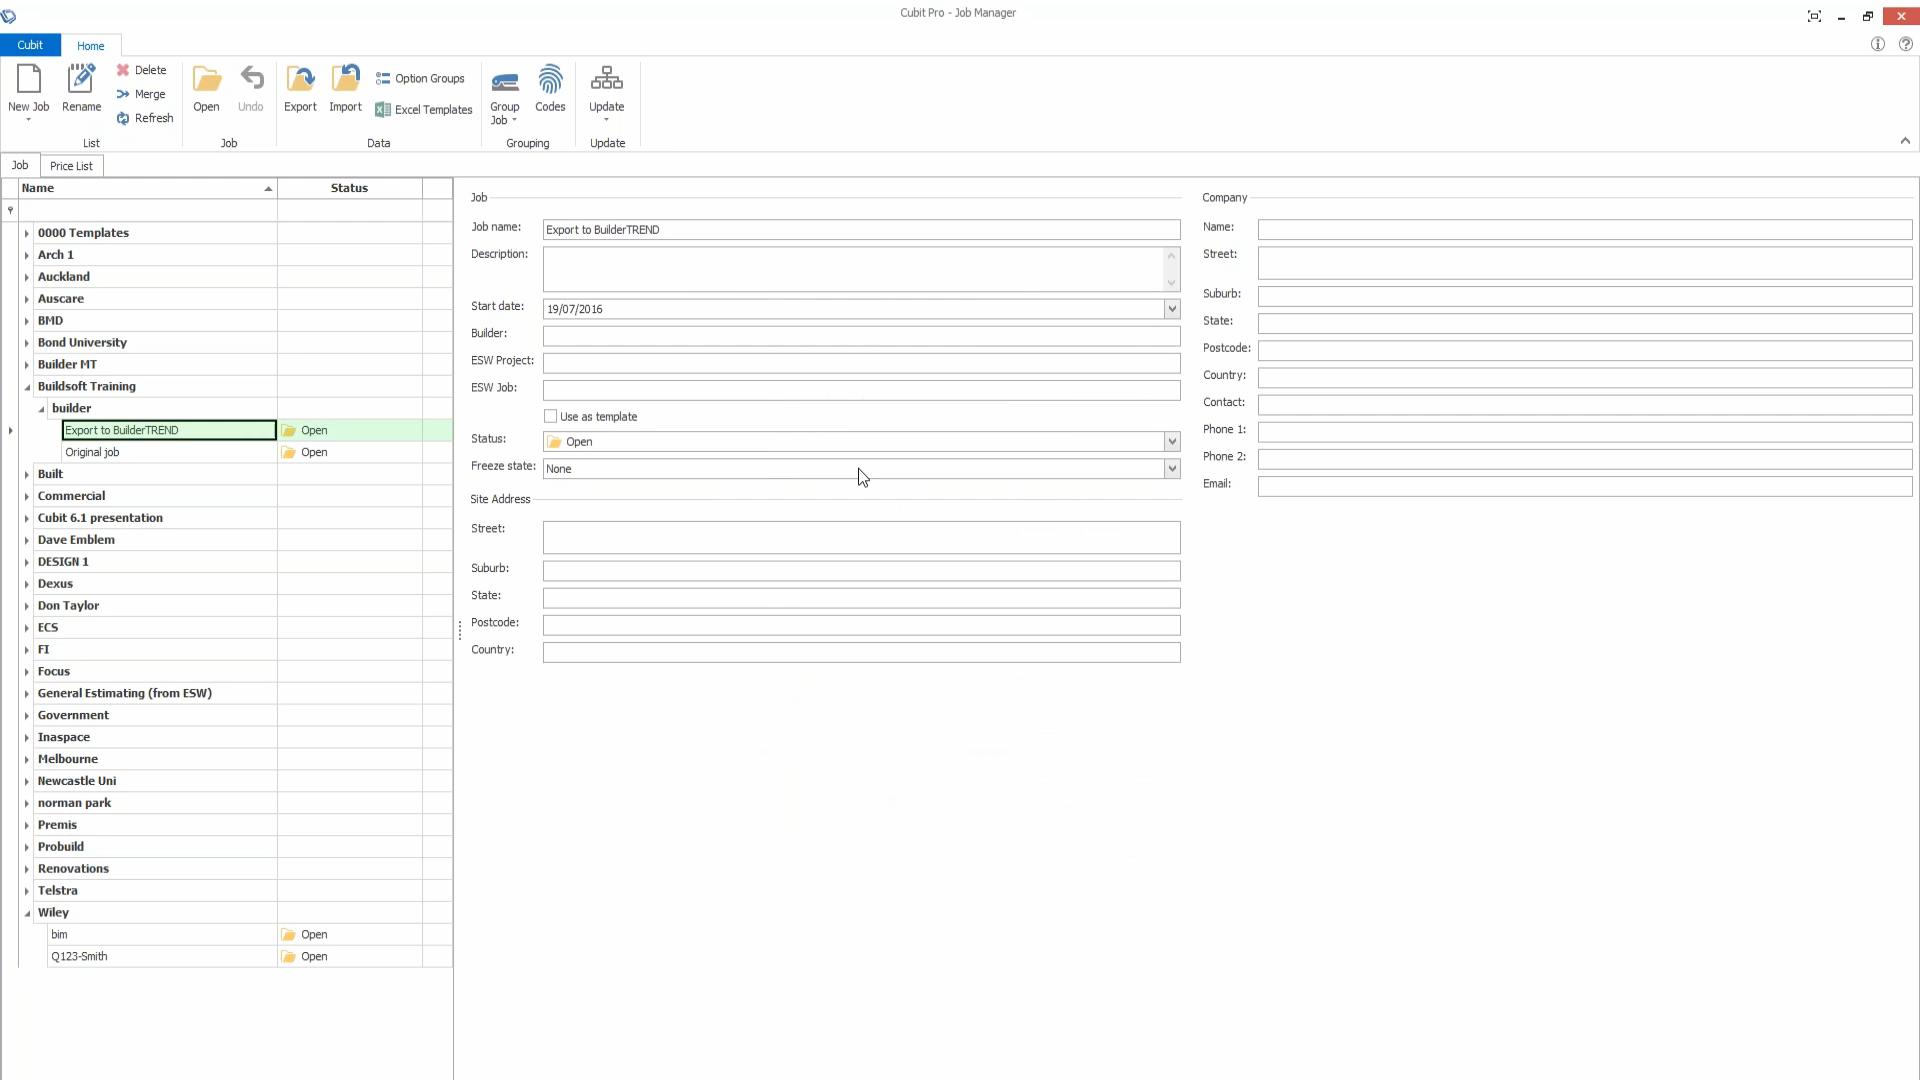 Cubit Pro - Job Manager
Cubit
Home
New Job
Rename
Delete
Merge
Refresh
List
Open
Undo
Job
Export
Import
Option Groups
Excel Templates
Data
Group
Job
Codes
Grouping
Update
Update
Job
Price List
Name
Status
0000 Templates
Arch 1
Auckland
Auscare
BMD
Bond University
Builder MT
Buildsoft Training
builder
Export to BuilderTREND
Open
Original job
Open
Built
Commercial
Cubit 6.1 presentation
Dave Emblem
DESIGN 1
Dexus
Don Taylor
ECS
FI
Focus
General Estimating (from ESW)
Government
Inaspace
Melbourne
Newcastle Uni
norman park
Premis
Probuild
Renovations
Telstra
Wiley
bim
Open
Q123-Smith
Open
Job
Job name:
Export to BuilderTREND
Description:
Start date:
19/07/2016
Builder:
ESW Project:
ESW Job:
Use as template
Status:
Open
Freeze state:
None
Site Address
Street:
Suburb:
State:
Postcode:
Country:
Company
Name:
Street:
Suburb:
State:
Postcode:
Country:
Contact:
Phone 1:
Phone 2:
Email: